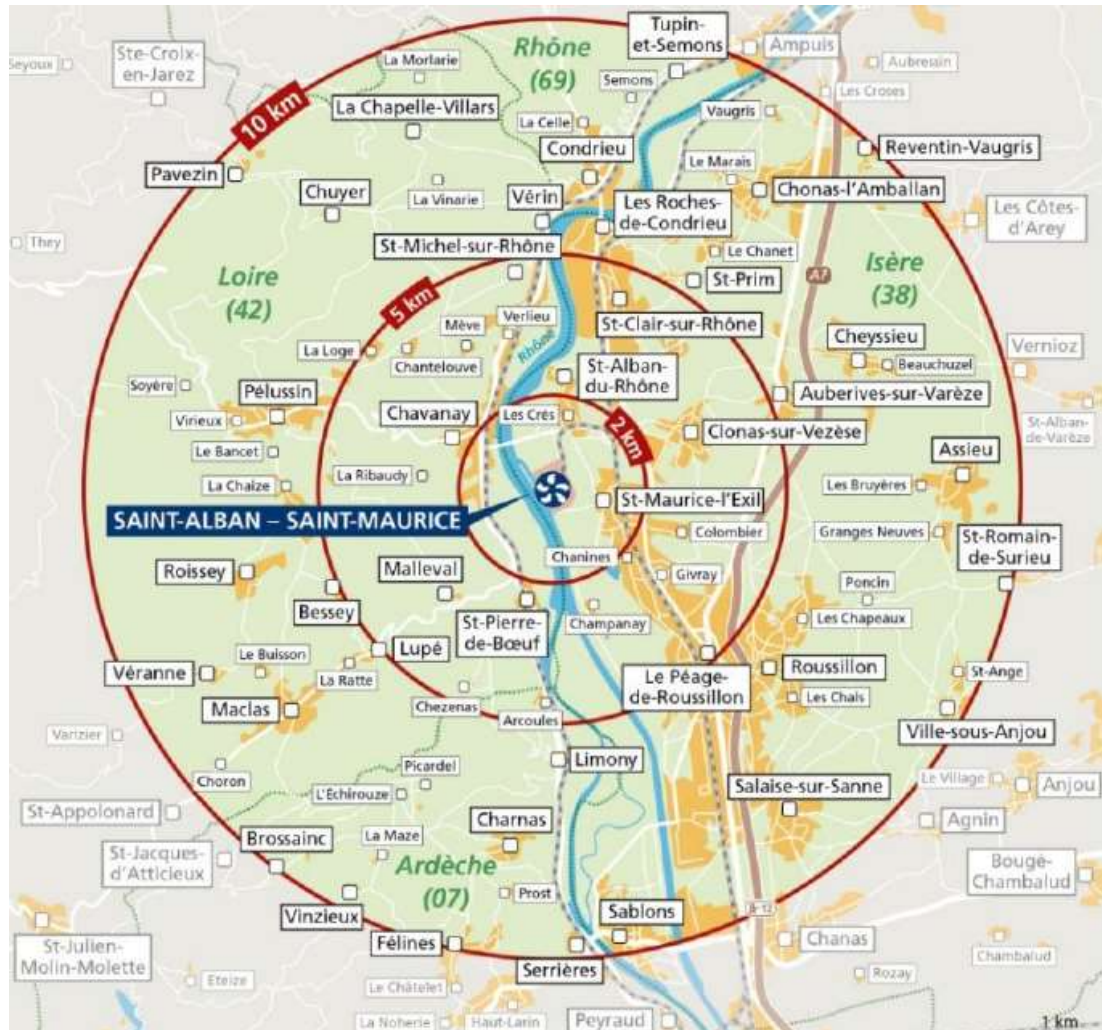 Tupin-
et-Semons
Ampuis
Ste-Croix-
en-Jarez
Rhône
(69)
La Morlarie
Seyoux
Aubressin
Semons
Les Croses
10 km
La Chapelle-Villars
Vaugris
La Celle
Condrieu
Reventin-Vaugris
Pavezin
Le Marais
Chuyer
La Vinarie
Vérin
Les Roches-
de-Condrieu
Chonas-l'Amballan
Les Côtes-
d'Arey
They
St-Michel-sur-Rhône
Le Chanet
Loire
(42)
A7
Isère
(38)
St-Prim
5 km
Verlieu
Mève
St-Clair-sur-Rhône
Rhône
La Loge
Chantelouve
Cheyssieu
Vernioz
Beauchuzel
St-Alban-
du-Rhône
Soyère
Pélussin
Auberives-sur-Varèze
St-Alban-
de-Varèze
Virieux
Chavanay
Les Crés
2 km
Clonas-sur-Vezèse
Le Bancet
Assieu
La Ribaudy
La Chaize
Les Bruyères
St-Maurice-l'Exil
SAINT-ALBAN – SAINT-MAURICE
Colombier
Granges Neuves
St-Romain-
de-Surieu
Chanines
Roissey
Malleval
Givray
Poncin
Bessey
St-Pierre-
de-Bœuf
Champanay
Les Chapeaux
Lupé
Le Buisson
Véranne
La Ratte
Le Péage-
de-Roussillon
Roussillon
St-Ange
Maclas
Chezenas
Les Chals
Arcoules
Ville-sous-Anjou
Varizier
Limony
Choron
Picardel
Le Village
Anjou
L'Echirouze
Salaise-sur-Sanne
St-Appolonard
Agnin
Brossainc
La Maze
Charnas
St-Jacques-
d'Atticieux
Ardèche
(07)
Bougé-
Chambalud
Prost
Vinzieux
Sablons
St-Julien-
Molin-Molette
Félines
Serrières
Chanas
Chambalud
Eteize
Le Châtelet
Rozay
La Noherie
Haut-Larin
Peyraud
1 km